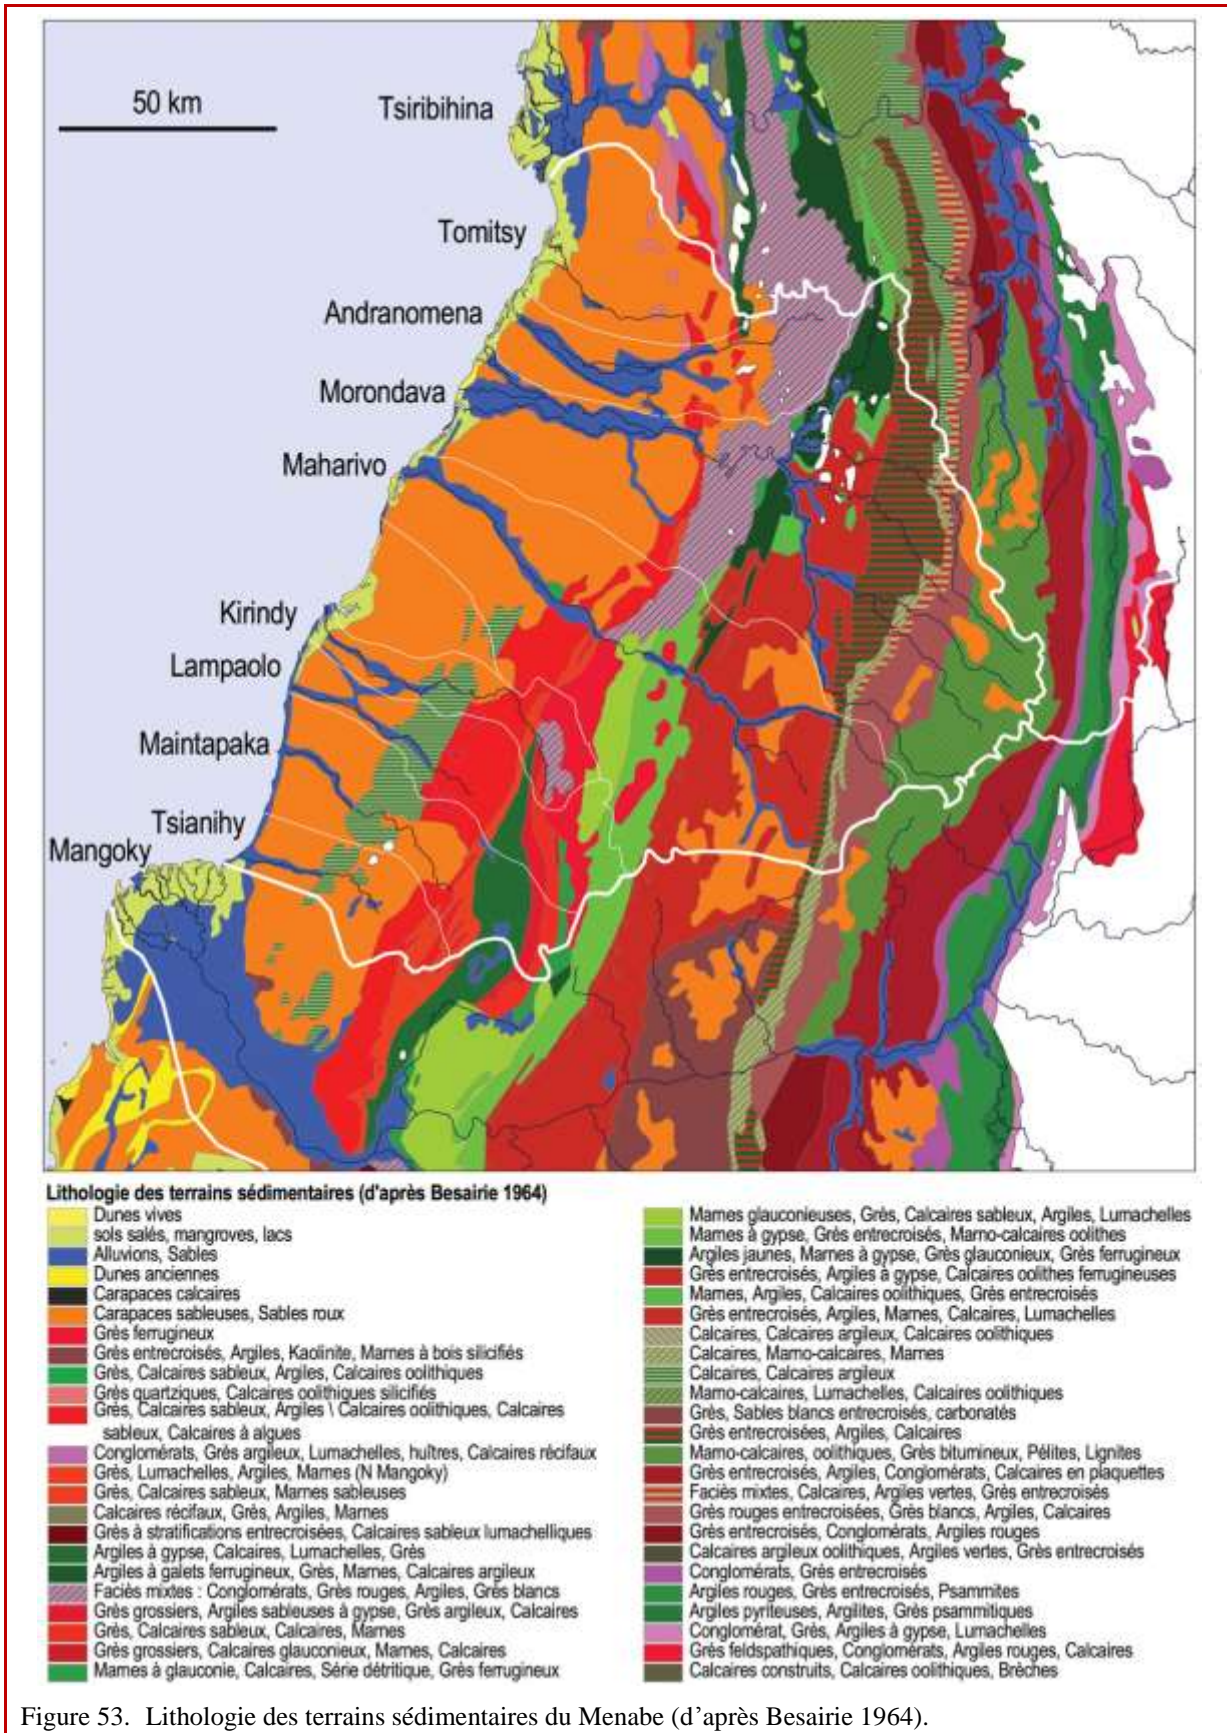 50 km
Tsiribihina
Tomitsy
Andranomena
Morondava
Maharivo
Kirindy
Lampaolo
Maintapaka
Tsianihy
Mangoky
Lithologie des terrains sédimentaires (d'après Besairie 1964)
Dunes vives
sols salés, mangroves, lacs
Alluvions, Sables
Dunes anciennes
Carapaces calcaires
Carapaces sableuses, Sables roux
Grès ferrugineux
Grès entrecroisés, Argiles, Kaolinite, Marnes à bois silicifiés
Grès, Calcaires sableux, Argiles, Calcaires oolithiques
Grès quartziques, Calcaires oolithiques silicifiés
Grès, Calcaires sableux, Argiles \ Calcaires oolithiques, Calcaires
sableux, Calcaires à algues
Conglomérats, Grès argileux, Lumachelles, huîtres, Calcaires récifaux
Grès, Lumachelles, Argiles, Marnes (N Mangoky)
Grès, Calcaires sableux, Marnes sableuses
Calcaires récifaux, Grès, Argiles, Marnes
Grès à stratifications entrecroisées, Calcaires sableux lumachelliques
Argiles à gypse, Calcaires, Lumachelles, Grès
Argiles à galets ferrugineux, Grès, Marnes, Calcaires argileux
Faciès mixtes : Conglomérats, Grès rouges, Argiles, Grès blancs
Grès grossiers, Argiles sableuses à gypse, Grès argileux, Calcaires
Grès, Calcaires sableux, Calcaires, Marnes
Grès grossiers, Calcaires glauconieux, Marnes, Calcaires
Marnes à glauconie, Calcaires, Série détritique, Grès ferrugineux
Marnes glauconieuses, Grès, Calcaires sableux, Argiles, Lumachelles
Marnes à gypse, Grès entrecroisés, Marno-calcaires oolithes
Argiles jaunes, Marnes à gypse, Grès glauconieux, Grès ferrugineux
Grès entrecroisés, Argiles à gypse, Calcaires oolithes ferrugineuses
Marnes, Argiles, Calcaires oolithiques, Grès entrecroisés
Grès entrecroisés, Argiles, Marnes, Calcaires, Lumachelles
Calcaires, Calcaires argileux, Calcaires oolithiques
Calcaires, Marno-calcaires, Marnes
Calcaires, Calcaires argileux
Marno-calcaires, Lumachelles, Calcaires oolithiques
Grès, Sables blancs entrecroisés, carbonatés
Grès entrecroisées, Argiles, Calcaires
Marno-calcaires, oolithiques, Grès bitumineux, Pélites, Lignites
Grès entrecroisés, Argiles, Conglomérats, Calcaires en plaquettes
Faciès mixtes, Calcaires, Argiles vertes, Grès entrecroisés
Grès rouges entrecroisées, Grès blancs, Argiles, Calcaires
Grès entrecroisés, Conglomérats, Argiles rouges
Calcaires argileux oolithiques, Argiles vertes, Grès entrecroisés
Conglomérats, Grès entrecroisés
Argiles rouges, Grès entrecroisés, Psammites
Argiles pyriteuses, Argilites, Grès psammitiques
Conglomérat, Grès, Argiles à gypse, Lumachelles
Grès feldspathiques, Conglomérats, Argiles rouges, Calcaires
Calcaires construits, Calcaires oolithiques, Brèches
Figure 53. Lithologie des terrains sédimentaires du Menabe (d’après Besairie 1964).